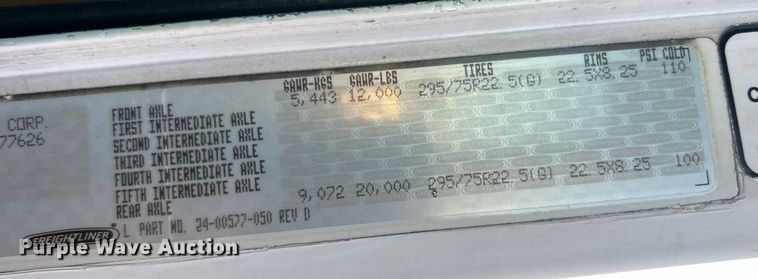 GAWR-KGS GAWR-LBS TIRES RIMS PSI COLD
FRONT AXLE 5,443 12,000 295/75R22.5(G) 22.5X8.25 110
CORP. FIRST INTERMEDIATE AXLE
77626 SECOND INTERMEDIATE AXLE
THIRD INTERMEDIATE AXLE
FOURTH INTERMEDIATE AXLE
FIFTH INTERMEDIATE AXLE
REAR AXLE 9,072 20,000 295/75R22.5(G) 22.5X8.25 100
FREIGHTLINER L PART NO. 24-00577-050 REV D
Purple Wave Auction